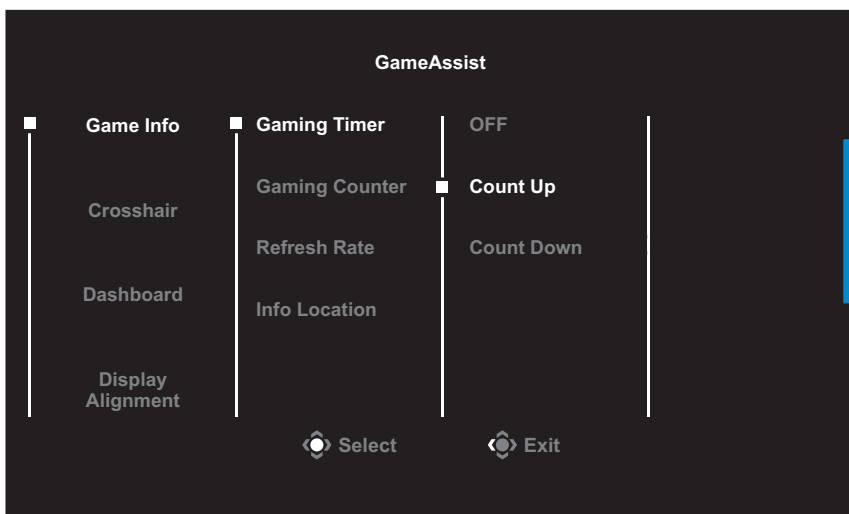 GameAssist
Game Info
Crosshair
Dashboard
Display
Alignment
Gaming Timer
Gaming Counter
Refresh Rate
Info Location
OFF
Count Up
Count Down
Select
Exit